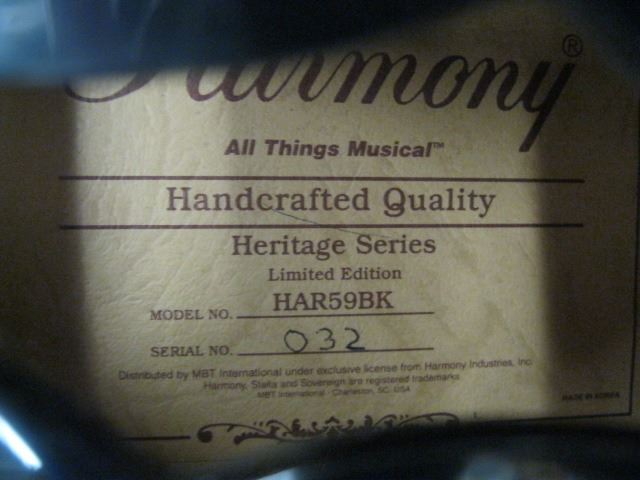 Harmony®
All Things Musical™
Handcrafted Quality
Heritage Series
Limited Edition
MODEL NO. HAR59BK
SERIAL NO. 032
Distributed by MBT International under exclusive license from Harmony Industries, Inc.
Harmony, Stella and Sovereign are registered trademarks
MBT International · Charleston, SC, USA
MADE IN KOREA